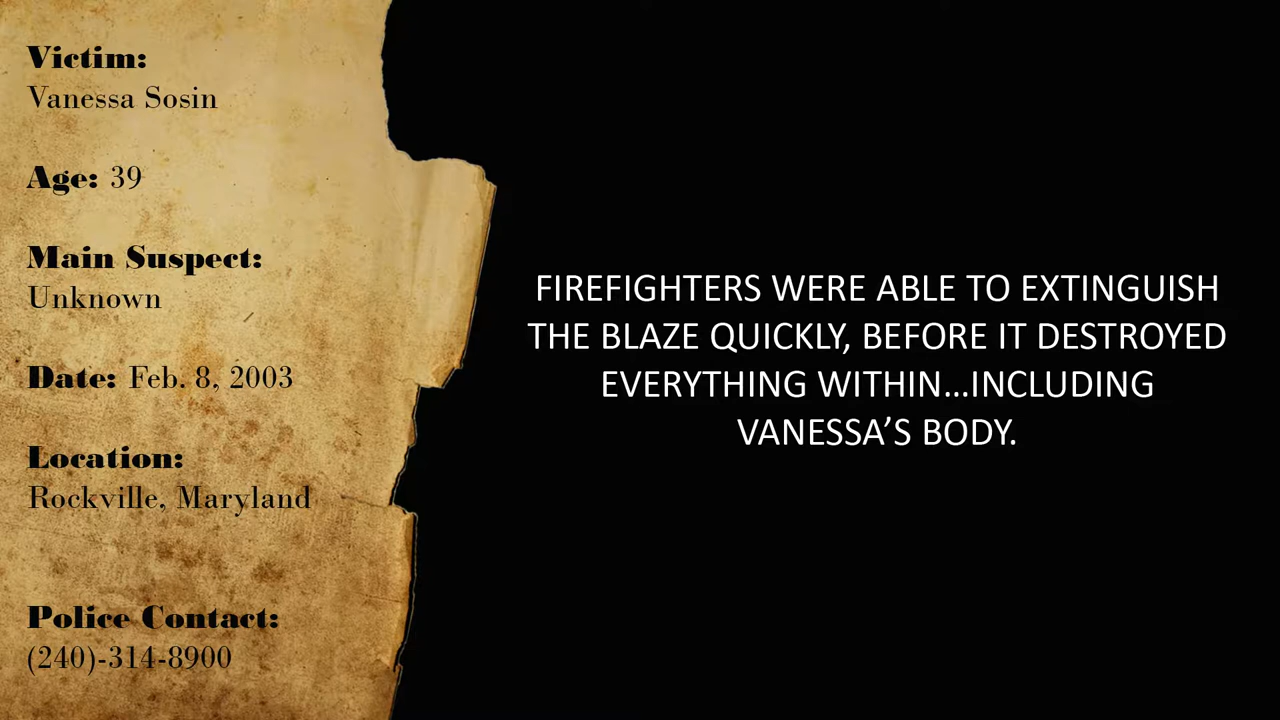 Victim:
Vanessa Sosin
Age: 39
Main Suspect:
Unknown
Date: Feb. 8, 2003
Location:
Rockville, Maryland
Police Contact:
(240)-314-8900
FIREFIGHTERS WERE ABLE TO EXTINGUISH
THE BLAZE QUICKLY, BEFORE IT DESTROYED
EVERYTHING WITHIN…INCLUDING
VANESSA’S BODY.